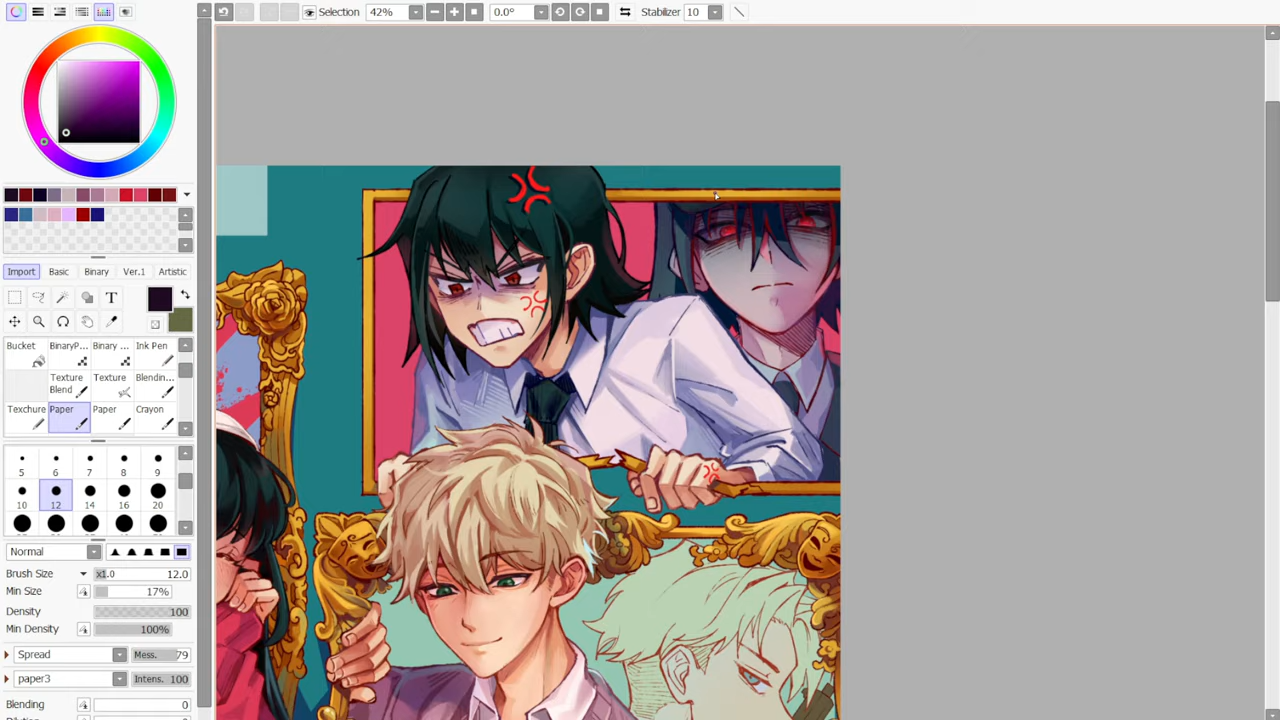 Selection 42% 0.0° Stabilizer 10
Import Basic Binary Ver.1 Artistic
T
Bucket BinaryP... Binary Ink Pen
Texture Blend Texture Blendin...
Texchure Paper Paper Crayon
5 6 7 8 9
10 12 14 16 20
Normal
Brush Size x1.0 12.0
Min Size 17%
Density 100
Min Density 100%
Spread Mess. 79
paper3 Intens. 100
Blending 0